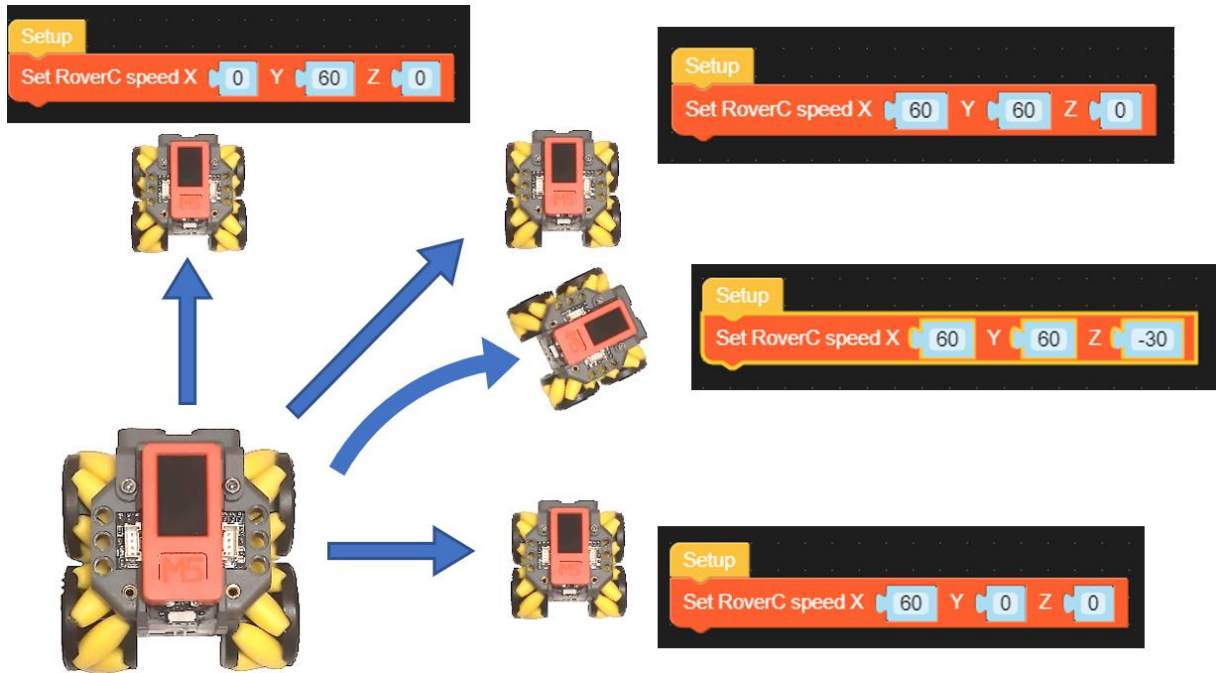 Setup
Set RoverC speed X 0 Y 60 Z 0
Setup
Set RoverC speed X 60 Y 60 Z 0
Setup
Set RoverC speed X 60 Y 60 Z -30
M5
Setup
Set RoverC speed X 60 Y 0 Z 0